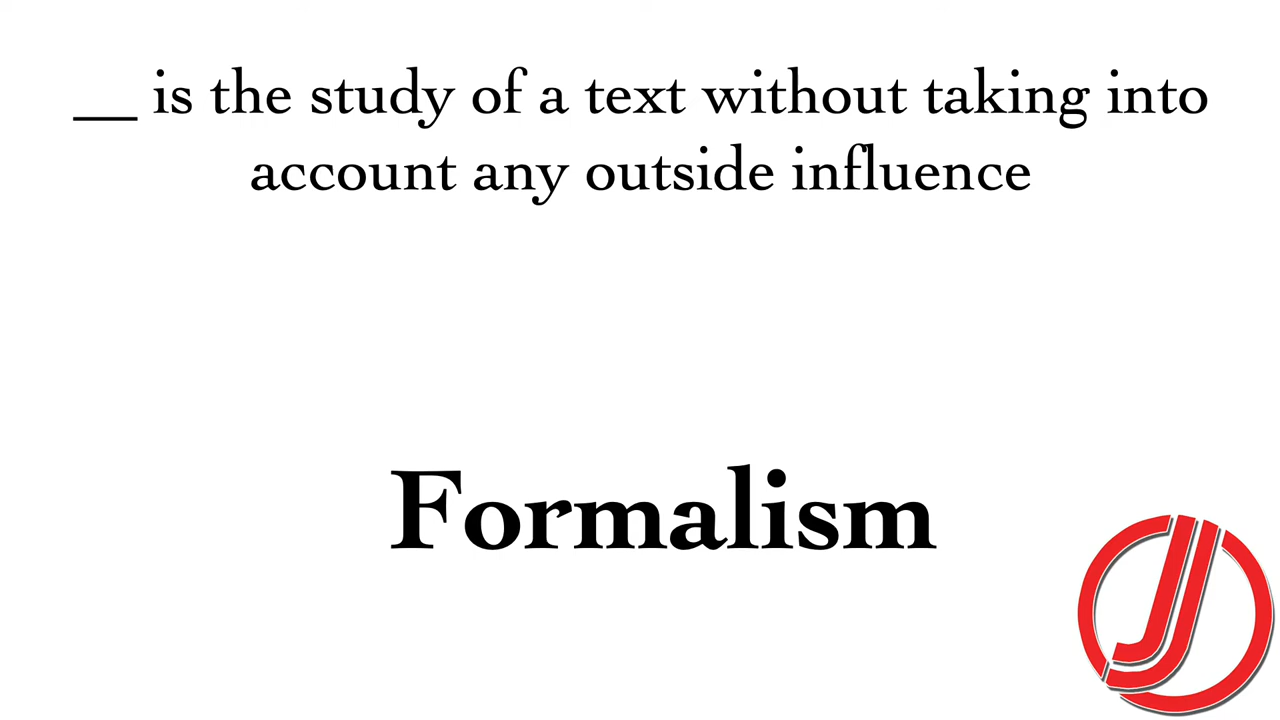 __ is the study of a text without taking into
account any outside influence
Formalism